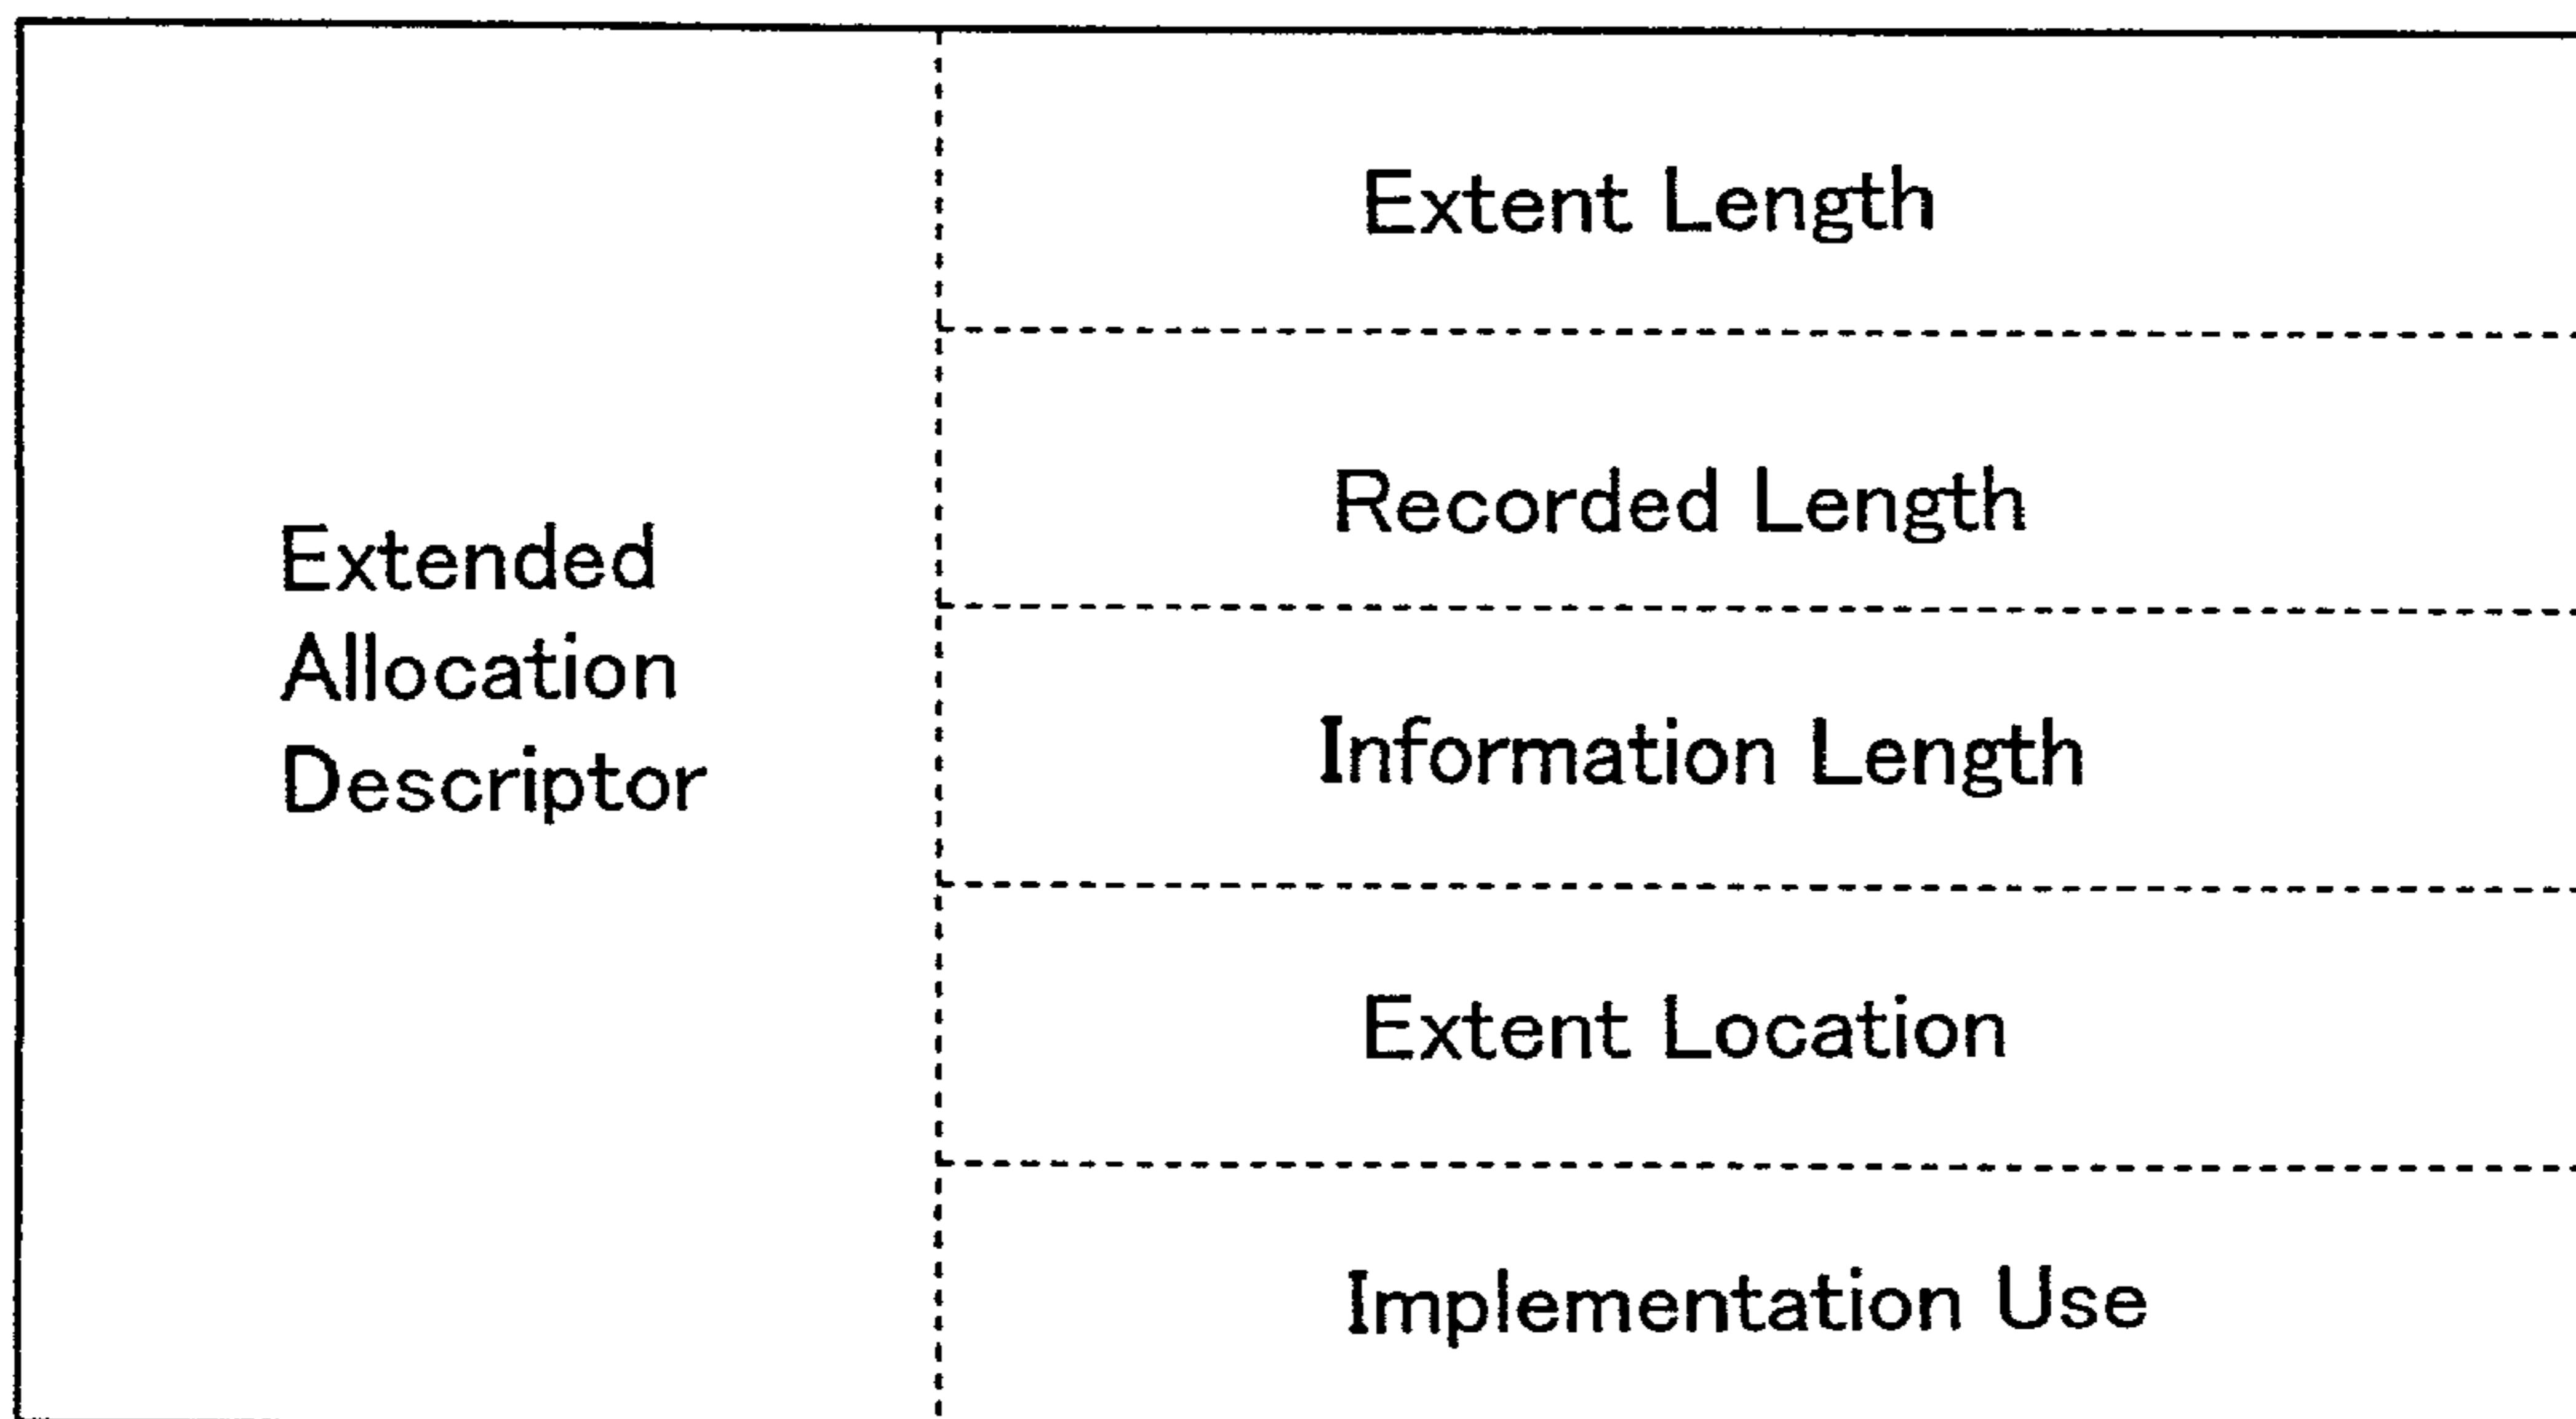 Extended
Allocation
Descriptor
Extent Length
Recorded Length
Information Length
Extent Location
Implementation Use